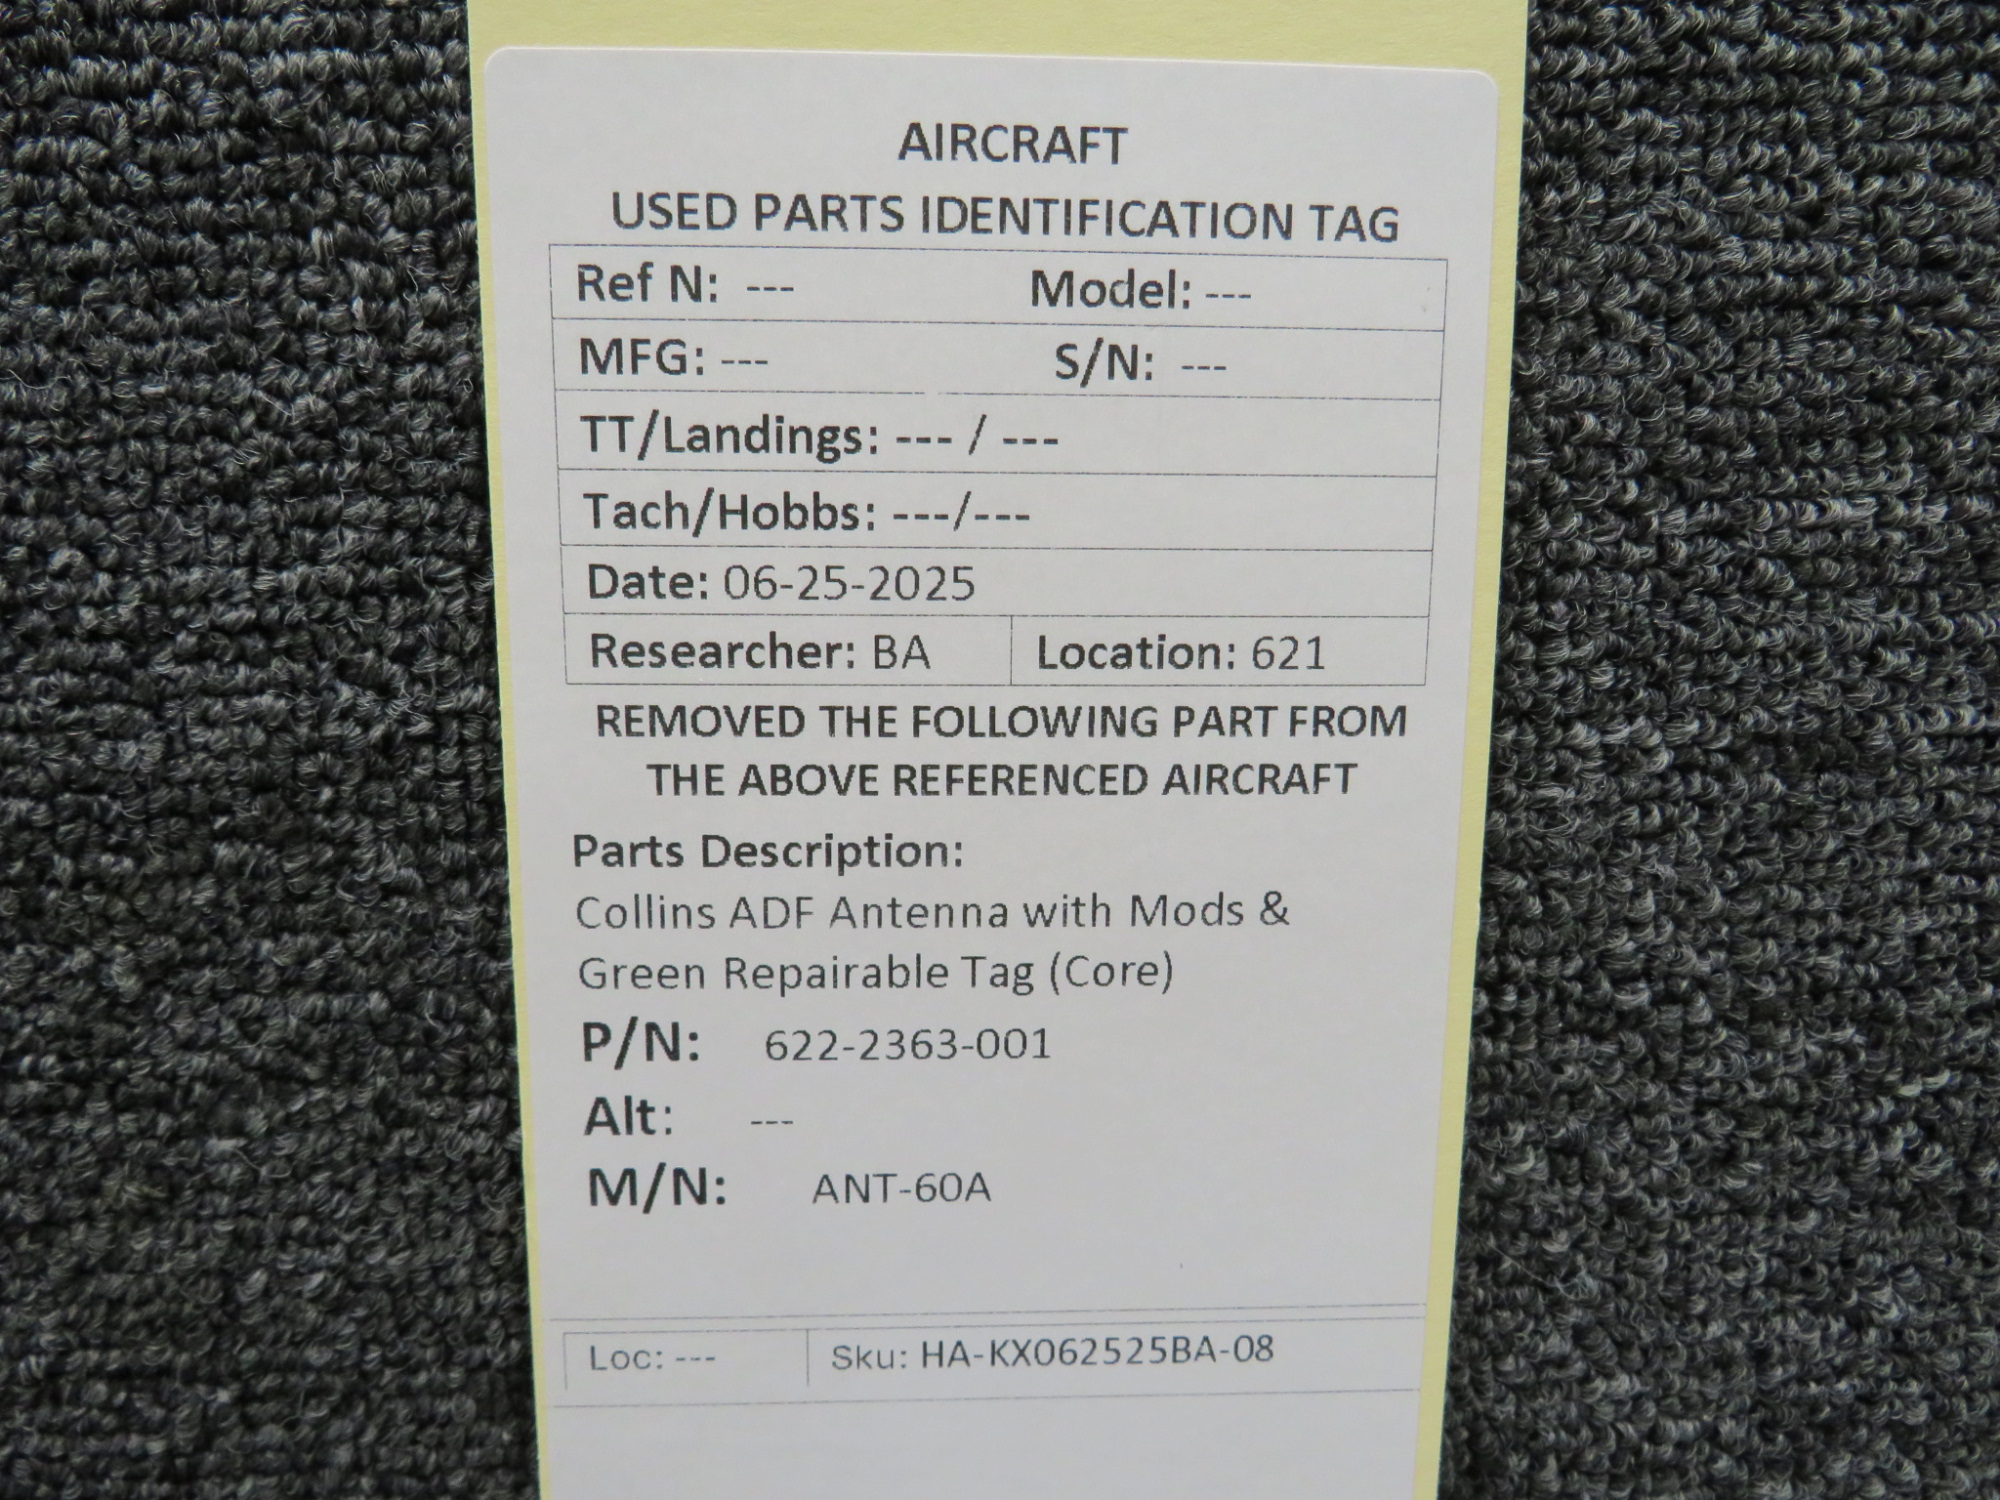 AIRCRAFT
USED PARTS IDENTIFICATION TAG
Ref N: --- Model: ---
MFG: --- S/N: ---
TT/Landings: --- / ---
Tach/Hobbs: ---/---
Date: 06-25-2025
Researcher: BA Location: 621
REMOVED THE FOLLOWING PART FROM
THE ABOVE REFERENCED AIRCRAFT
Parts Description:
Collins ADF Antenna with Mods &
Green Repairable Tag (Core)
P/N: 622-2363-001
Alt: ---
M/N: ANT-60A
Loc: --- Sku: HA-KX062525BA-08